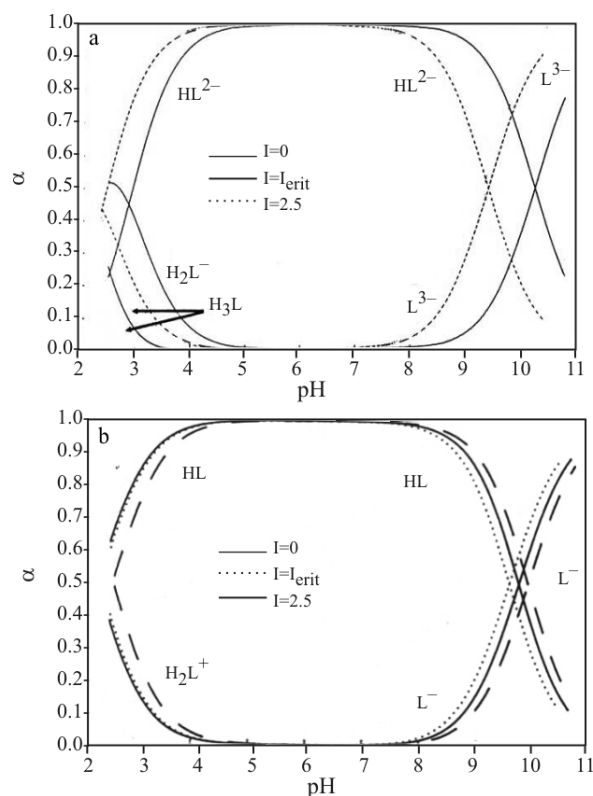 a
1.0
0.9
0.8
0.7
0.6
0.5
0.4
0.3
0.2
0.1
0.0
α
HL²⁻
HL²⁻
L³⁻
I=0
I=Ierit
I=2.5
H₂L⁻
H₃L
L³⁻
2 3 4 5 6 7 8 9 10 11
pH
b
1.0
0.9
0.8
0.7
0.6
0.5
0.4
0.3
0.2
0.1
0.0
α
HL
HL
I=0
I=Ierit
I=2.5
L⁻
H₂L⁺
L⁻
2 3 4 5 6 7 8 9 10 11
pH